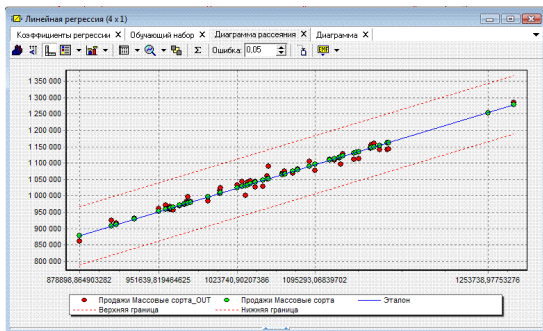 Линейная регрессия (4 x 1)
Коэффициенты регрессии X Обучающий набор X Диаграмма рассеяния X Диаграмма X
Σ Ошибка: 0,05
1 350 000
1 300 000
1 250 000
1 200 000
1 150 000
1 100 000
1 050 000
1 000 000
950 000
900 000
850 000
800 000
878898,864903282 951639,819464625 1023740,90207386 1095293,06839702 1253738,97753276
Продажи Массовые сорта_OUT Продажи Массовые сорта Эталон
Верхняя граница Нижняя граница